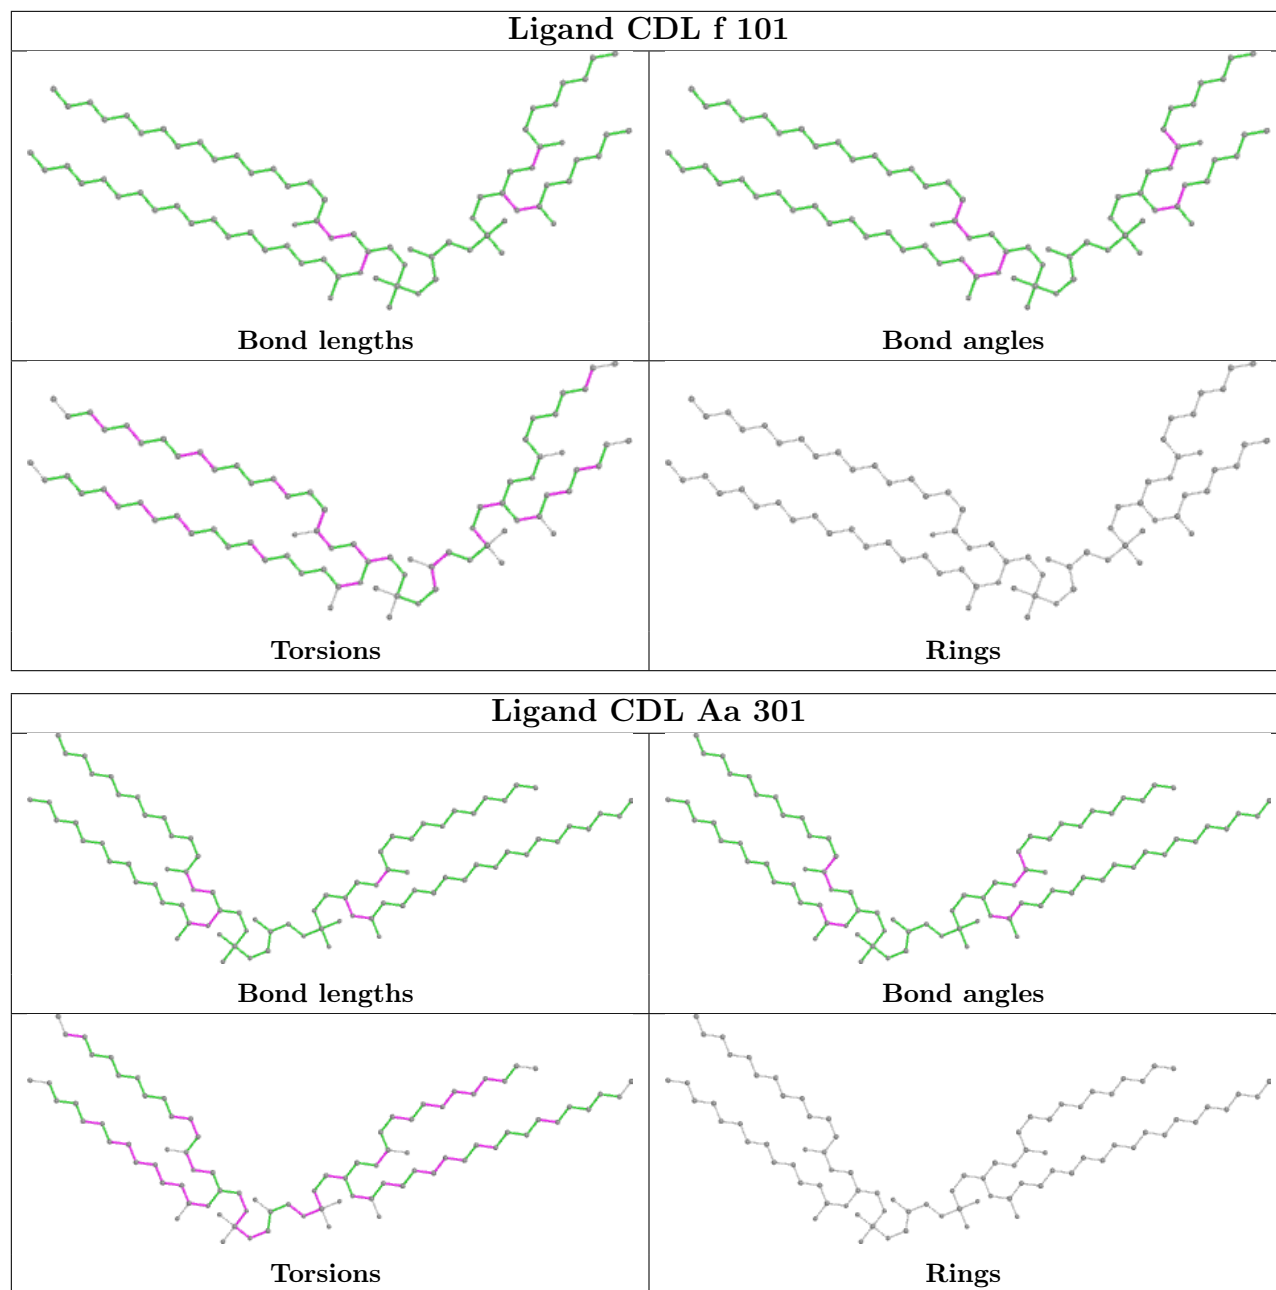 Ligand CDL f 101
Bond lengths
Bond angles
Torsions
Rings
Ligand CDL Aa 301
Bond lengths
Bond angles
Torsions
Rings